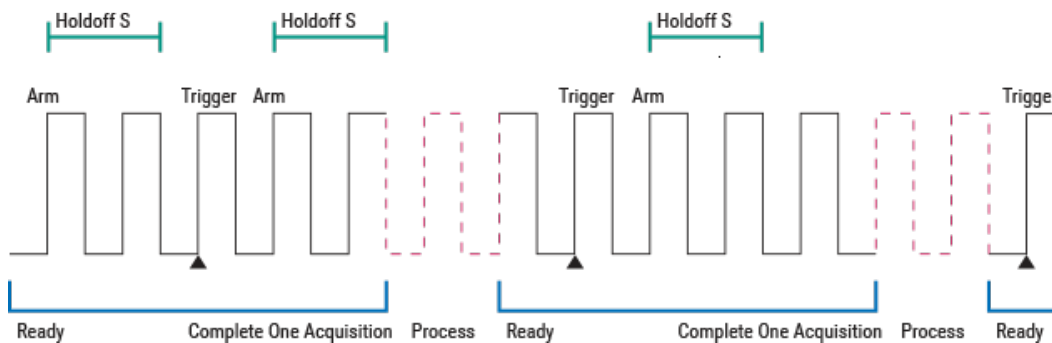 Holdoff S Holdoff S Holdoff S
Arm Trigger Arm Trigger Arm Trigge
Ready Complete One Acquisition Process Ready Complete One Acquisition Process Ready